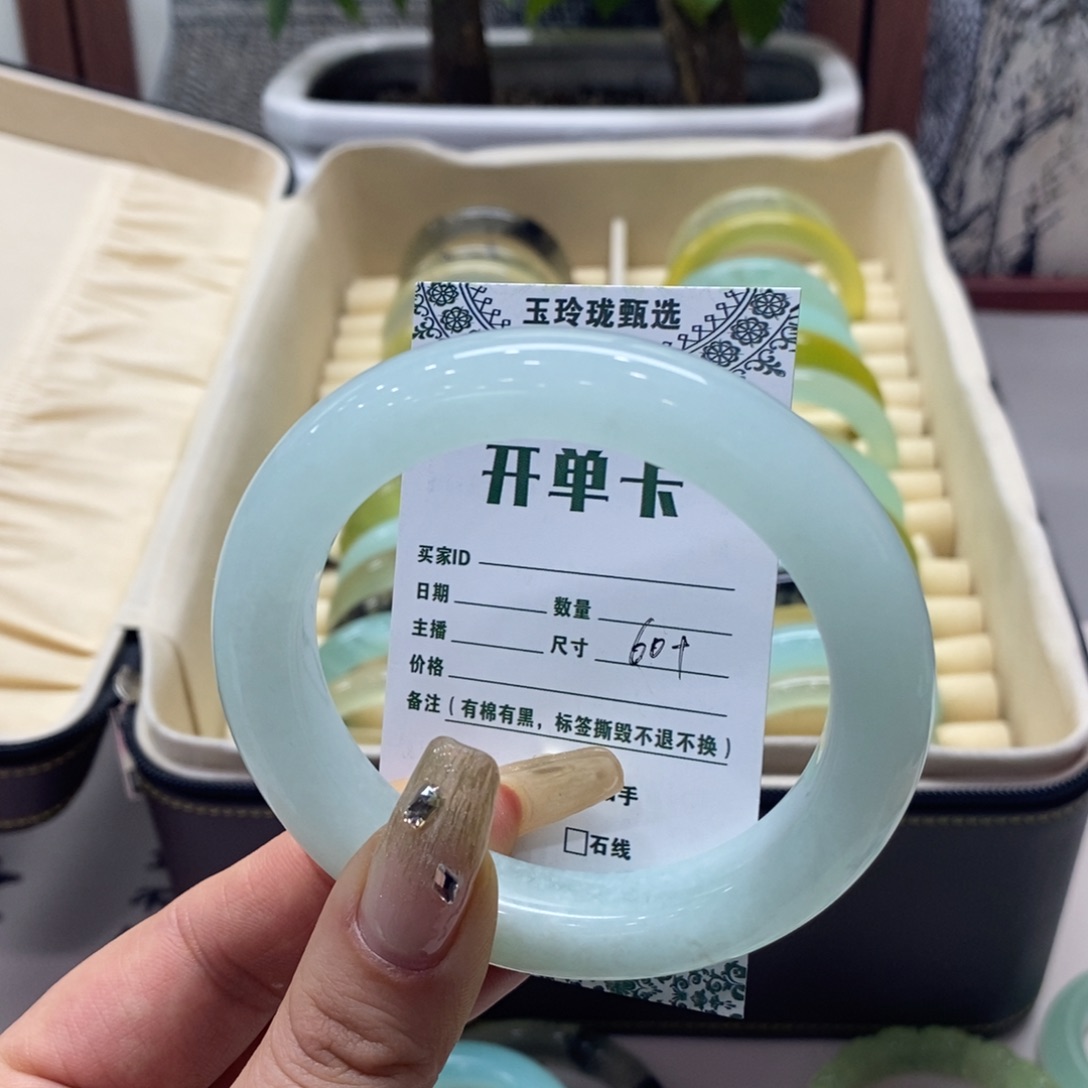 玉玲珑甄选
开单卡
买家ID
日期 数量
主播 尺寸 60+
价格
备注(有棉有黑，标签撕毁不退不换)
手
□石线